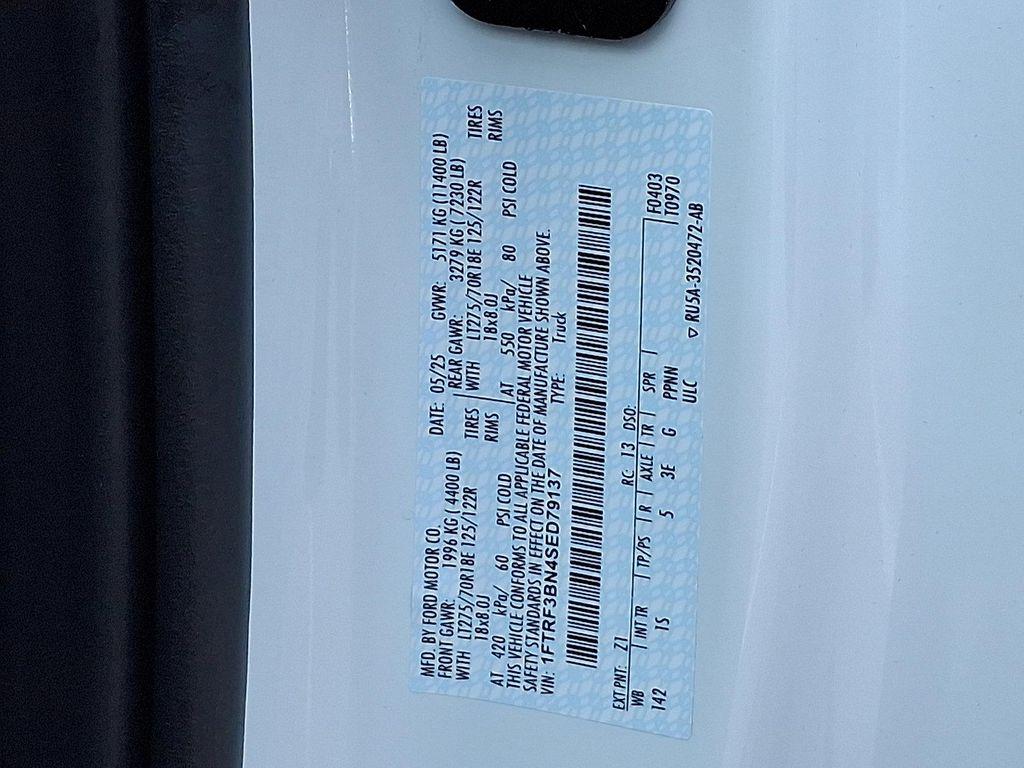 MFD. BY FORD MOTOR CO. DATE: 05/25 GVWR: 5171 KG (11400 LB)
FRONT GAWR: 1996 KG ( 4400 LB) REAR GAWR: 3279 KG ( 7230 LB)
WITH LT275/70R18E 125/122R TIRES WITH LT275/70R18E 125/122R TIRES
18x8.0J RIMS 18x8.0J RIMS
AT 420 kPa/ 60 PSI COLD AT 550 kPa/ 80 PSI COLD
THIS VEHICLE CONFORMS TO ALL APPLICABLE FEDERAL MOTOR VEHICLE
SAFETY STANDARDS IN EFFECT ON THE DATE OF MANUFACTURE SHOWN ABOVE.
VIN: 1FTRF3BN4SED79137 TYPE: Truck
EXT PNT: Z1 RC: 13 DSO: F0403
WB INT TR TP/PS R AXLE TR SPR T0970
142 IS 5 3E G PPNN
ULC
▽ RU5A-3520472-AB